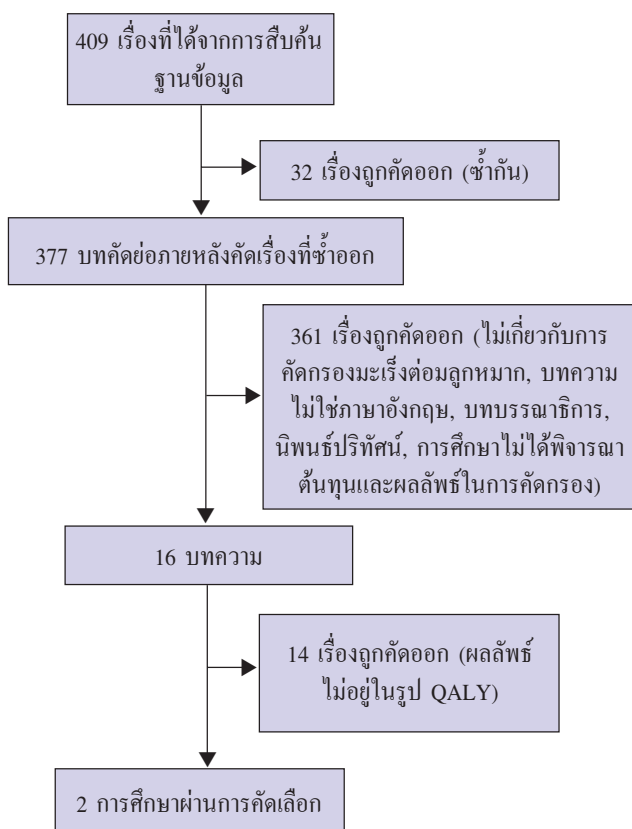 409 เรื่องที่ได้จากการสืบค้น
ฐานข้อมูล
32 เรื่องถูกคัดออก (ซ้ำกัน)
377 บทคัดย่อภายหลังคัดเรื่องที่ซ้ำออก
361 เรื่องถูกคัดออก (ไม่เกี่ยวกับการ
คัดกรองมะเร็งต่อมลูกหมาก, บทความ
ไม่ใช่ภาษาอังกฤษ, บทบรรณาธิการ,
นิพนธ์ปริทัศน์, การศึกษาไม่ได้พิจารณา
ต้นทุนและผลลัพธ์ในการคัดกรอง)
16 บทความ
14 เรื่องถูกคัดออก (ผลลัพธ์
ไม่อยู่ในรูป QALY)
2 การศึกษาผ่านการคัดเลือก